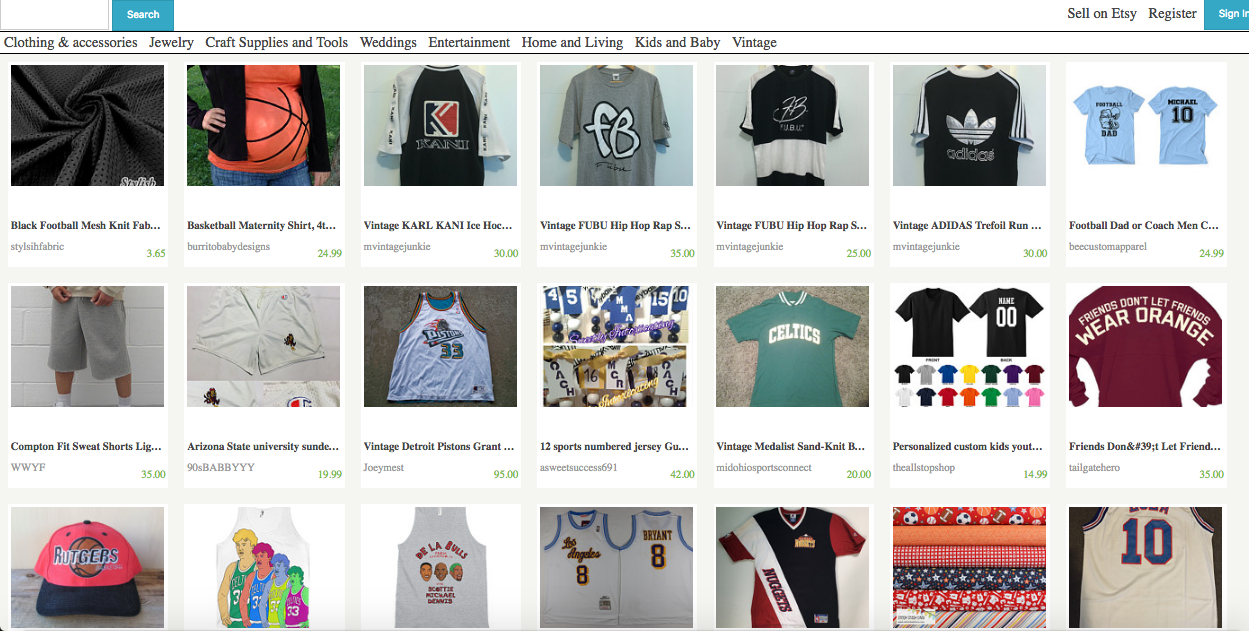 Search
Sell on Etsy Register Sign In
Clothing & accessories Jewelry Craft Supplies and Tools Weddings Entertainment Home and Living Kids and Baby Vintage
Stylish
KANI
FB
Fubu
FB
F.U.B.U.
adidas
FOOTBALL
DAD
MICHAEL
10
Black Football Mesh Knit Fab...
stylsihfabric
3.65
Basketball Maternity Shirt, 4t...
burritobabydesigns
24.99
Vintage KARL KANI Ice Hoc...
mvintagejunkie
30.00
Vintage FUBU Hip Hop Rap S...
mvintagejunkie
35.00
Vintage FUBU Hip Hop Rap S...
mvintagejunkie
25.00
Vintage ADIDAS Trefoil Run ...
mvintagejunkie
30.00
Football Dad or Coach Men C...
beecustomapparel
24.99
PISTONS
33
4 5 15 10
COACH 16
CELTICS
NAME
00
FRONT BACK
FRIENDS DON'T LET FRIENDS
WEAR ORANGE
Compton Fit Sweat Shorts Lig...
WWYF
35.00
Arizona State university sunde...
90sBABBYYY
19.99
Vintage Detroit Pistons Grant ...
Joeymest
95.00
12 sports numbered jersey Gu...
asweetsuccess691
42.00
Vintage Medalist Sand-Knit B...
midohiosportsconnect
20.00
Personalized custom kids yout...
theallstopshop
14.99
Friends Don&#39;t Let Friend...
tailgatehero
35.00
RUTGERS
33
DE LA BULLS
SCOTTIE
MICHAEL
DENNIS
Los Angeles
8
BRYANT
8
NUGGETS
10